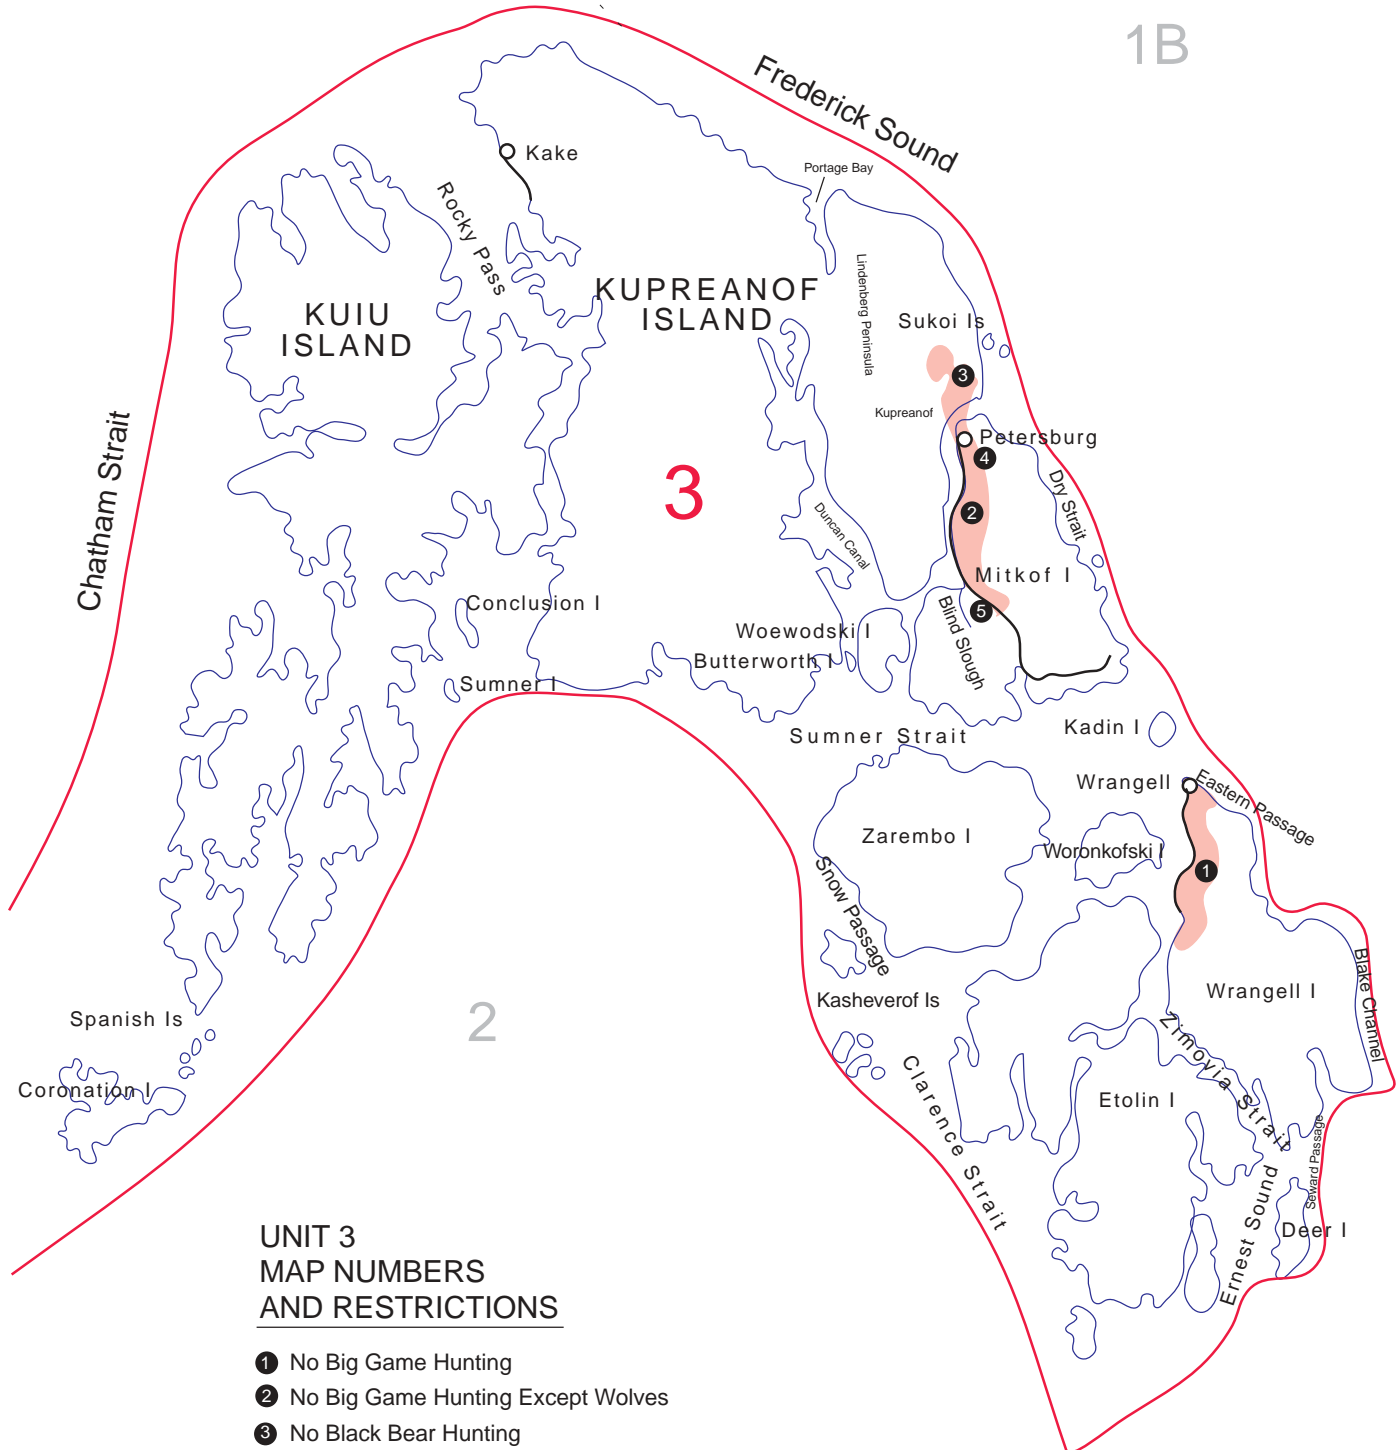 1B
Frederick Sound
Kake
Portage Bay
Rocky Pass
Lindenberg Peninsula
KUPREANOF
ISLAND
KUIU
ISLAND
Sukoi Is
3
Kupreanof
Petersburg
4
Chatham Strait
3
Dry Strait
2
Duncan Canal
Mitkof I
Conclusion I
5
Blind Slough
Woewodski I
Butterworth I
Sumner I
Kadin I
Sumner Strait
Wrangell
Eastern Passage
Zarembo I
Woronkofski I
1
Snow Passage
Blake Channel
Wrangell I
Kasheverof Is
Spanish Is
2
Zimovia Strait
Coronation I
Clarence Strait
Etolin I
Seward Passage
Ernest Sound
Deer I
UNIT 3
MAP NUMBERS
AND RESTRICTIONS
1 No Big Game Hunting
2 No Big Game Hunting Except Wolves
3 No Black Bear Hunting